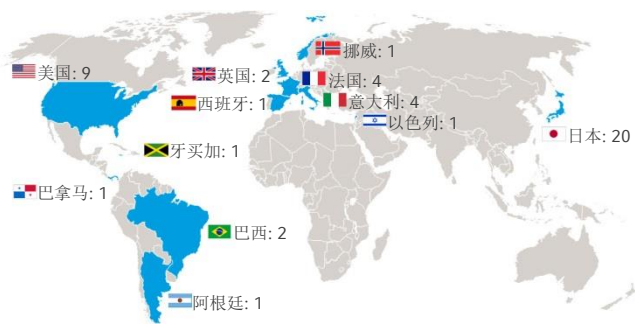 挪威: 1
美国: 9
英国: 2
法国: 4
西班牙: 1
意大利: 4
以色列: 1
日本: 20
牙买加: 1
巴拿马: 1
巴西: 2
阿根廷: 1